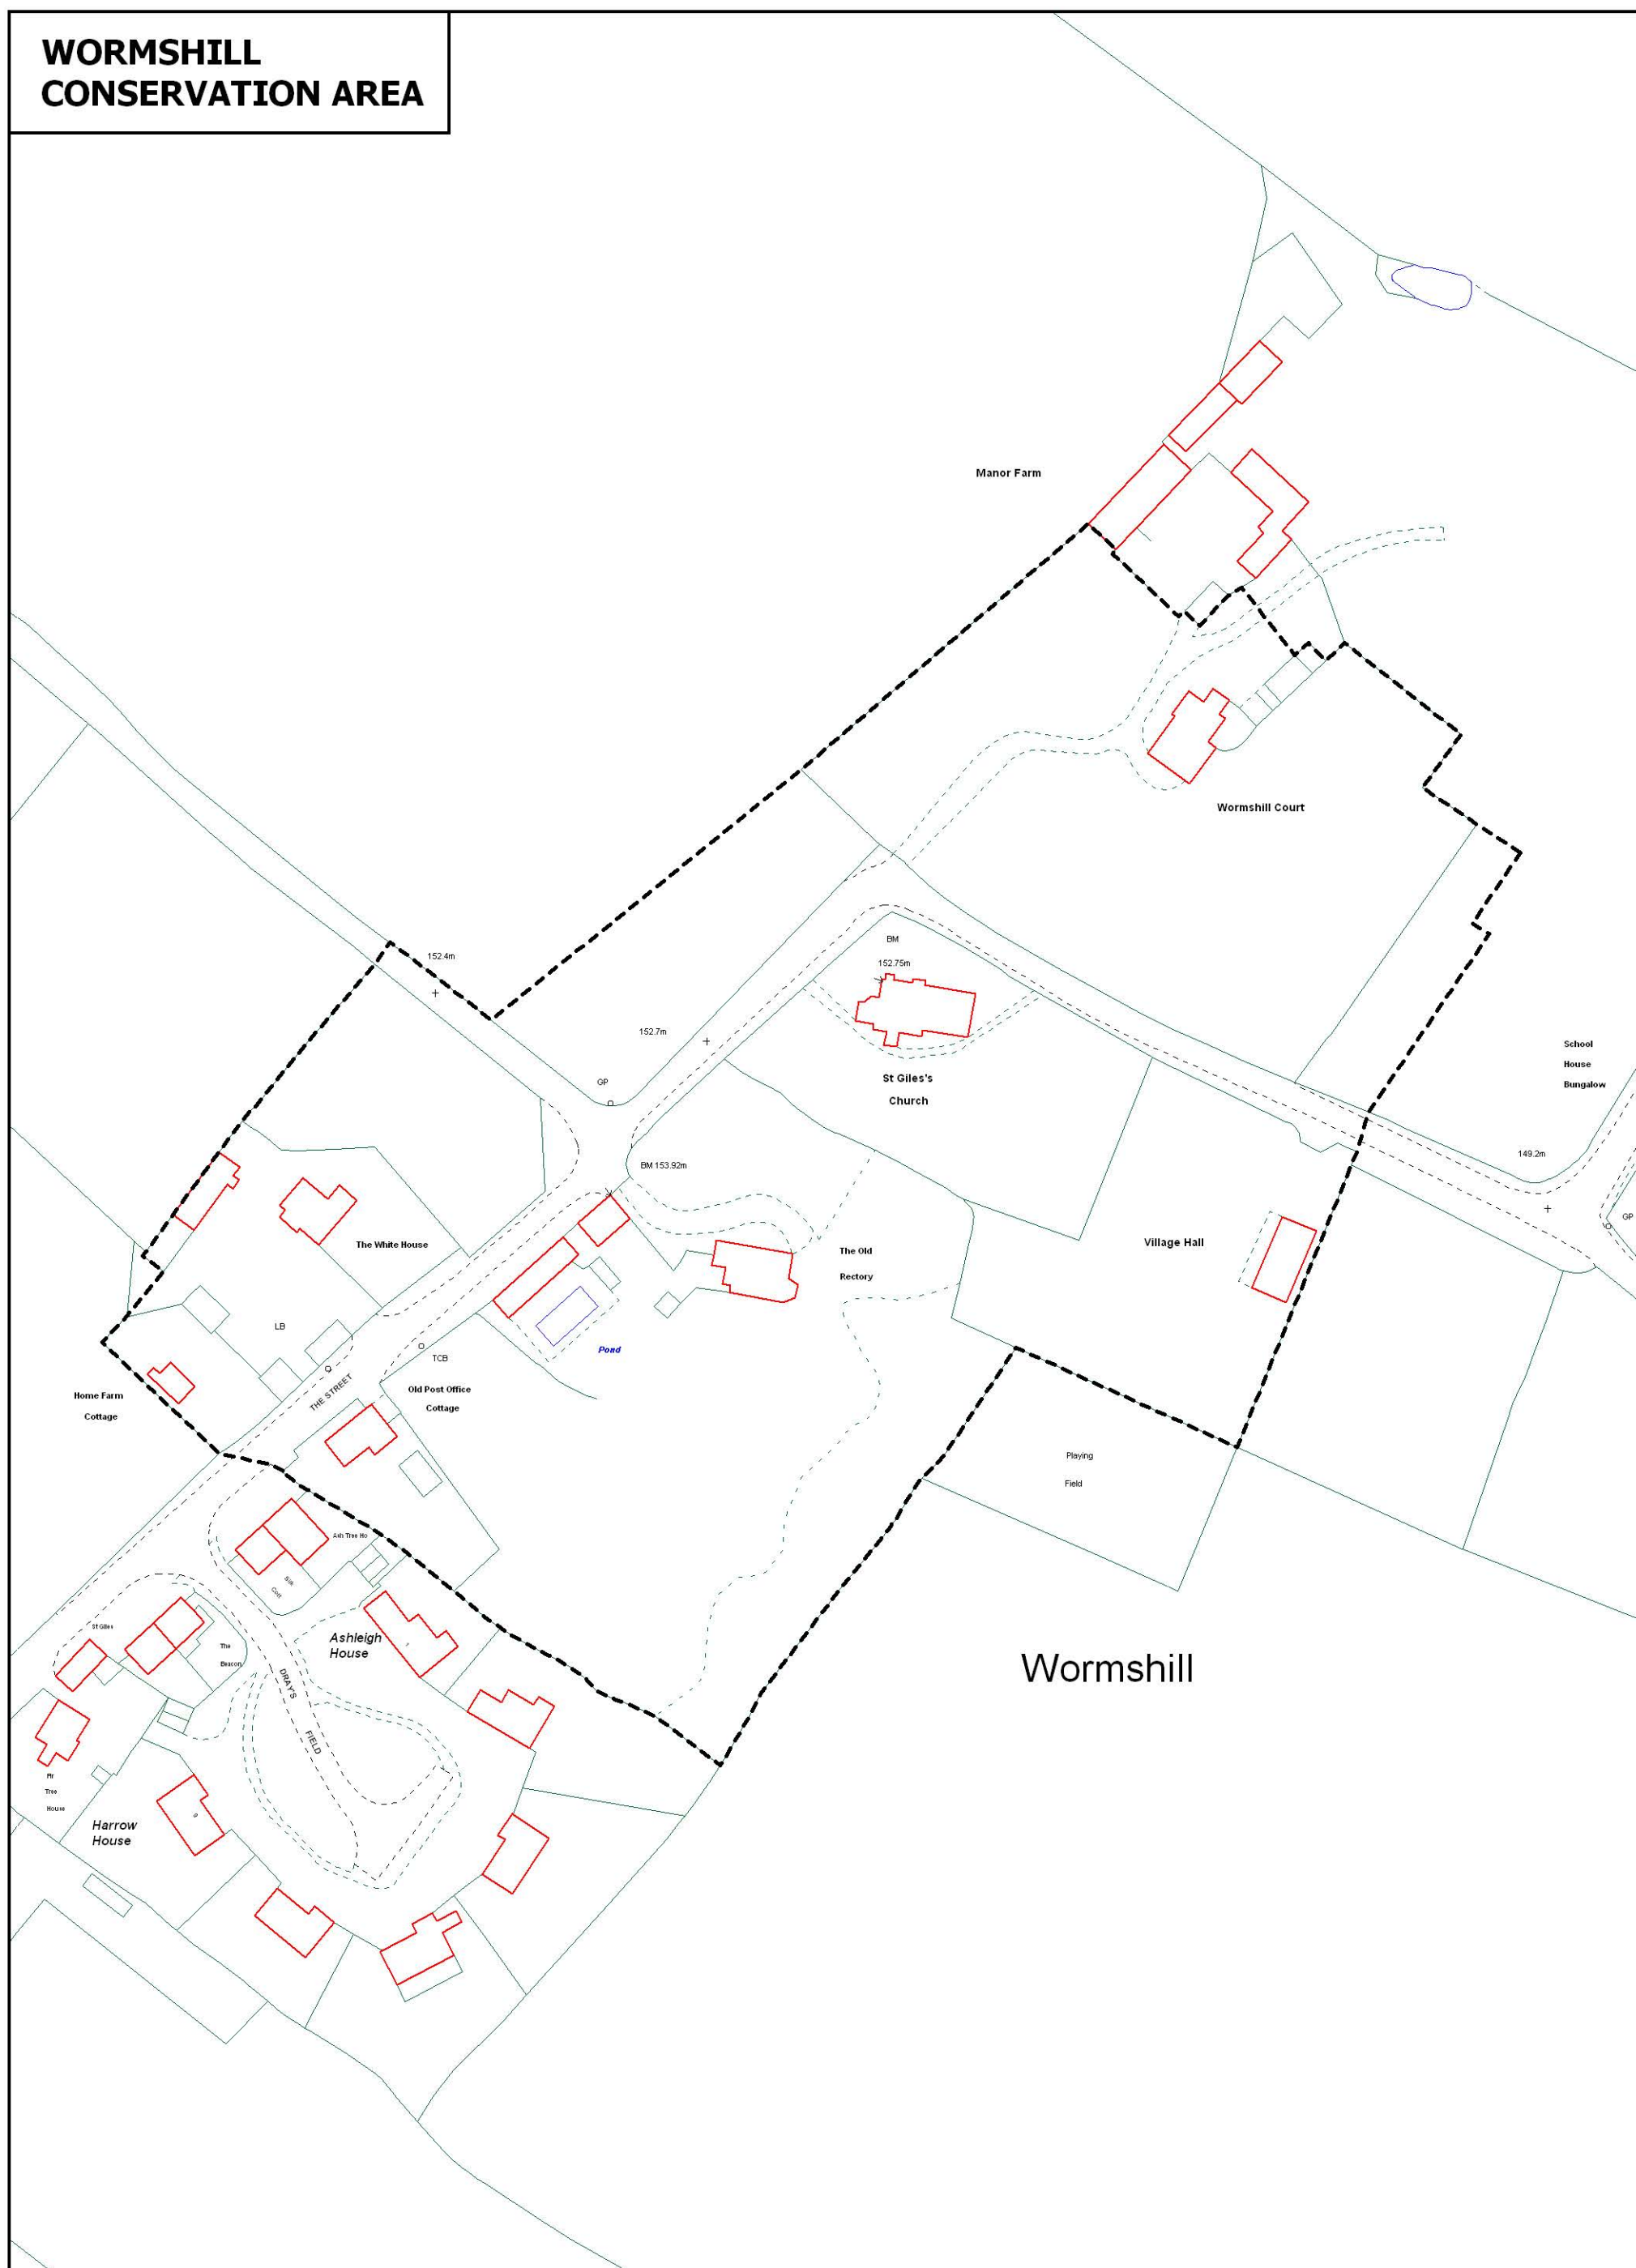 WORMSHILL
CONSERVATION AREA
Manor Farm
Wormshill Court
152.4m
BM
152.75m
152.7m
School
House
Bungalow
GP
St Giles's
Church
149.2m
BM 153.92m
GP
The White House
The Old
Rectory
Village Hall
LB
Pond
TCB
THE STREET
Old Post Office
Cottage
Home Farm
Cottage
Playing
Field
Ash Tree Ho
Cott
St Giles
The
Beacon
Ashleigh
House
Wormshill
DRAY'S
FIELD
Fir
Tree
House
Harrow
House